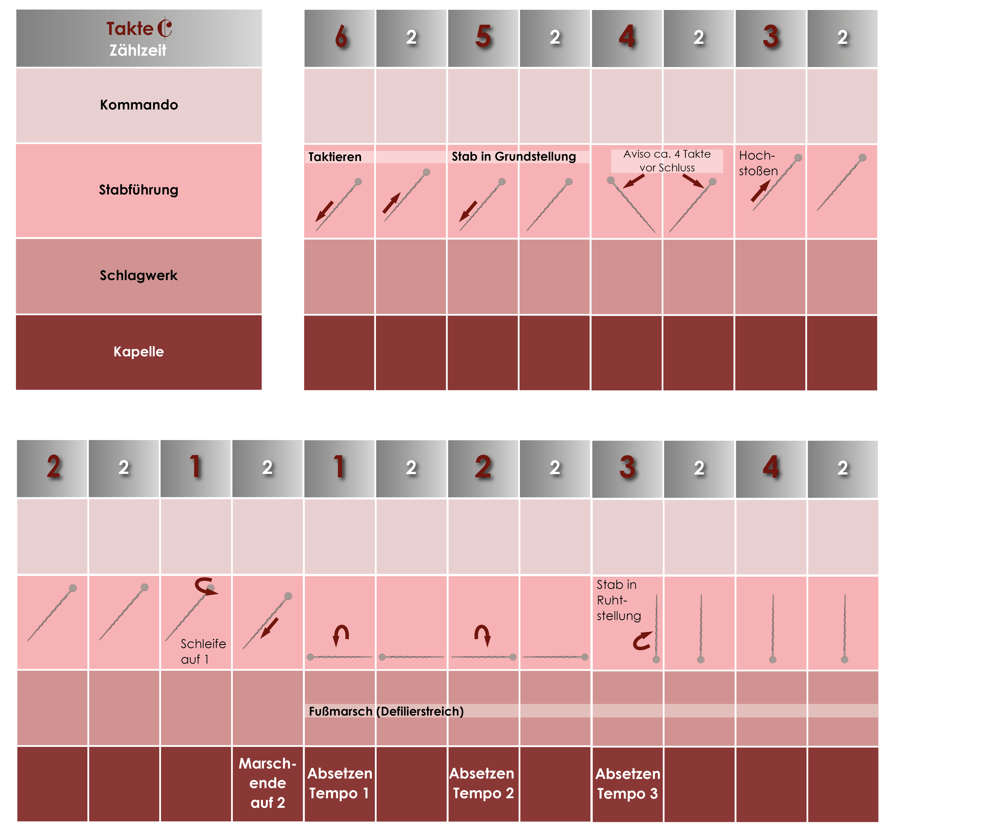 Takte ¢
Zählzeit
6 2 5 2 4 2 3 2
Kommando
Stabführung
Taktieren
Stab in Grundstellung
Aviso ca. 4 Takte
vor Schluss
Hoch-
stoßen
Schlagwerk
Kapelle
2 2 1 2 1 2 2 2 3 2 4 2
Schleife
auf 1
Stab in
Ruht-
stellung
Fußmarsch (Defilierstreich)
Marsch-
ende
auf 2
Absetzen
Tempo 1
Absetzen
Tempo 2
Absetzen
Tempo 3